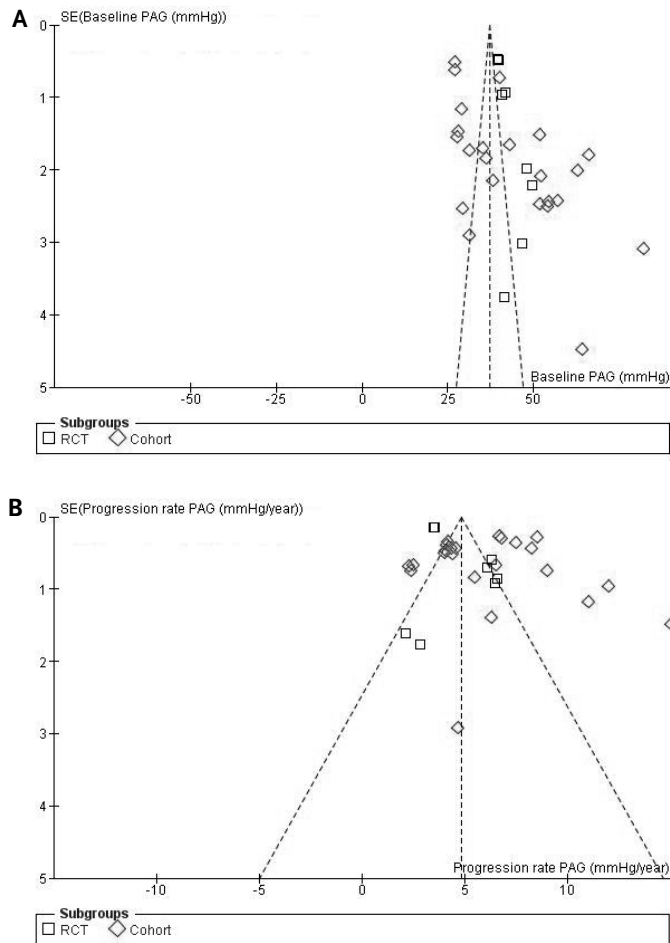 A
SE(Baseline PAG (mmHg))
0
1
2
3
4
5
-50 -25 0 25 50
Baseline PAG (mmHg)
Subgroups
RCT Cohort
B
SE(Progression rate PAG (mmHg/year))
0
1
2
3
4
5
-10 -5 0 5 10
Progression rate PAG (mmHg/year)
Subgroups
RCT Cohort